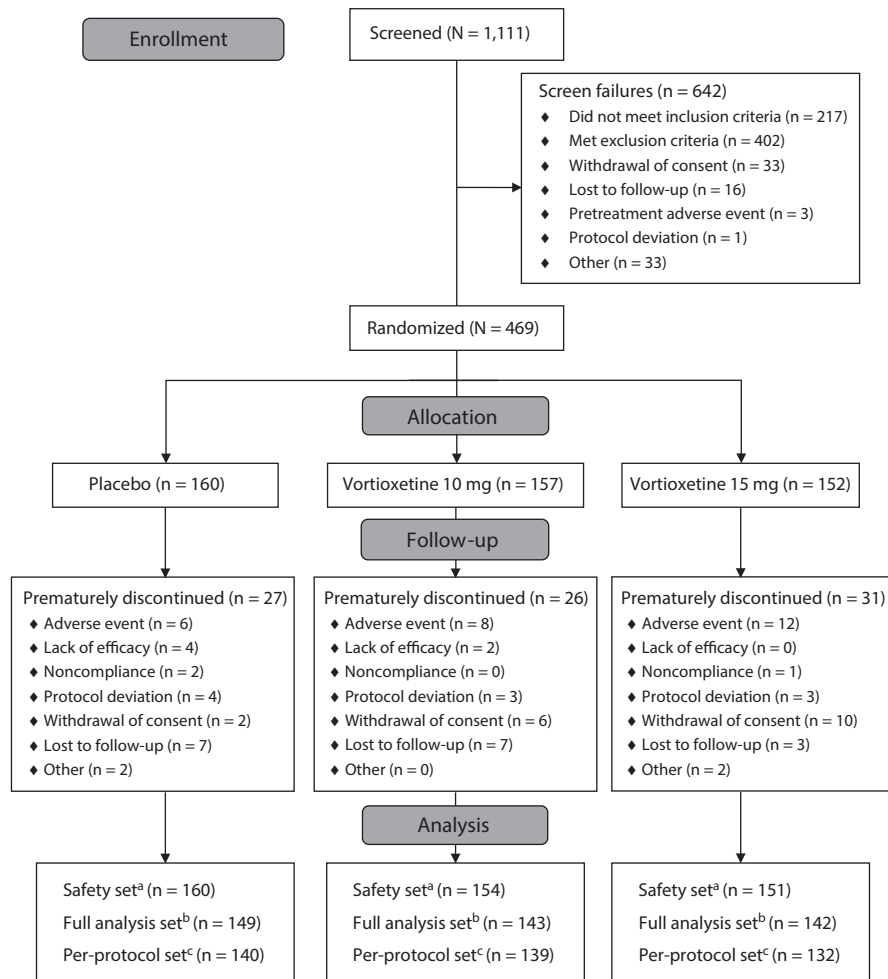 Enrollment
Screened (N = 1,111)
Screen failures (n = 642)
♦ Did not meet inclusion criteria (n = 217)
♦ Met exclusion criteria (n = 402)
♦ Withdrawal of consent (n = 33)
♦ Lost to follow-up (n = 16)
♦ Pretreatment adverse event (n = 3)
♦ Protocol deviation (n = 1)
♦ Other (n = 33)
Randomized (N = 469)
Allocation
Placebo (n = 160)
Vortioxetine 10 mg (n = 157)
Vortioxetine 15 mg (n = 152)
Follow-up
Prematurely discontinued (n = 27)
♦ Adverse event (n = 6)
♦ Lack of efficacy (n = 4)
♦ Noncompliance (n = 2)
♦ Protocol deviation (n = 4)
♦ Withdrawal of consent (n = 2)
♦ Lost to follow-up (n = 7)
♦ Other (n = 2)
Prematurely discontinued (n = 26)
♦ Adverse event (n = 8)
♦ Lack of efficacy (n = 2)
♦ Noncompliance (n = 0)
♦ Protocol deviation (n = 3)
♦ Withdrawal of consent (n = 6)
♦ Lost to follow-up (n = 7)
♦ Other (n = 0)
Prematurely discontinued (n = 31)
♦ Adverse event (n = 12)
♦ Lack of efficacy (n = 0)
♦ Noncompliance (n = 1)
♦ Protocol deviation (n = 3)
♦ Withdrawal of consent (n = 10)
♦ Lost to follow-up (n = 3)
♦ Other (n = 2)
Analysis
Safety setᵃ (n = 160)
Full analysis setᵇ (n = 149)
Per-protocol setᶜ (n = 140)
Safety setᵃ (n = 154)
Full analysis setᵇ (n = 143)
Per-protocol setᶜ (n = 139)
Safety setᵃ (n = 151)
Full analysis setᵇ (n = 142)
Per-protocol setᶜ (n = 132)